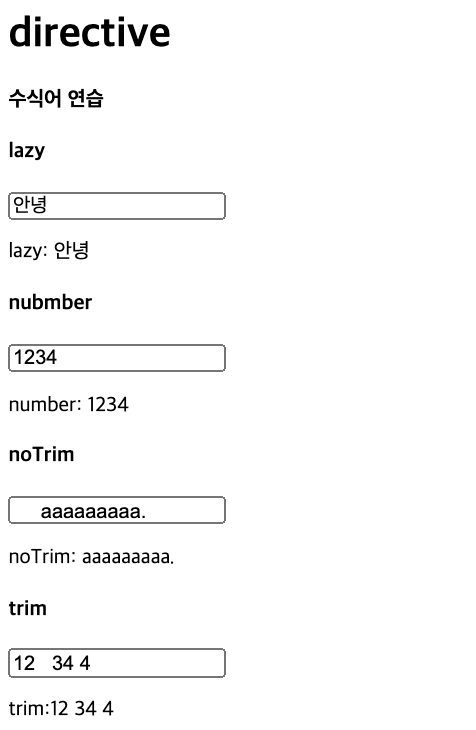 directive
수식어 연습
lazy
안녕
lazy: 안녕
nubmber
1234
number: 1234
noTrim
aaaaaaaaa.
noTrim: aaaaaaaaa.
trim
12   34 4
trim:12 34 4